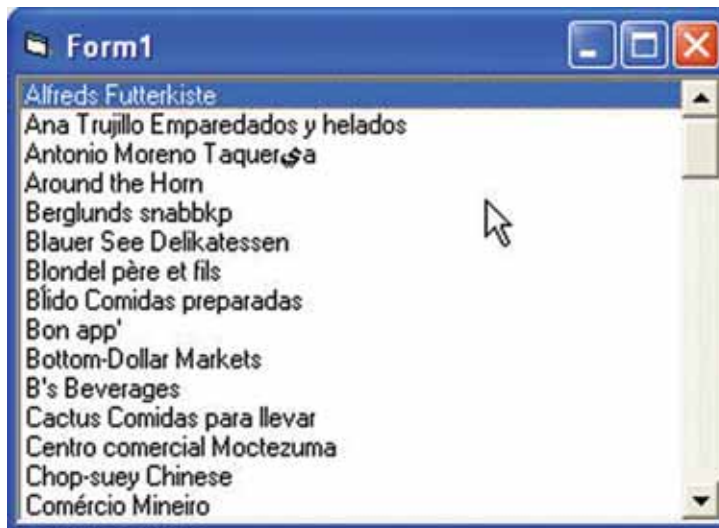 Form1
Alfreds Futterkiste
Ana Trujillo Emparedados y helados
Antonio Moreno Taquerي‎a
Around the Horn
Berglunds snabbkp
Blauer See Delikatessen
Blondel père et fils
Blido Comidas preparadas
Bon app'
Bottom-Dollar Markets
B's Beverages
Cactus Comidas para llevar
Centro comercial Moctezuma
Chop-suey Chinese
Comércio Mineiro